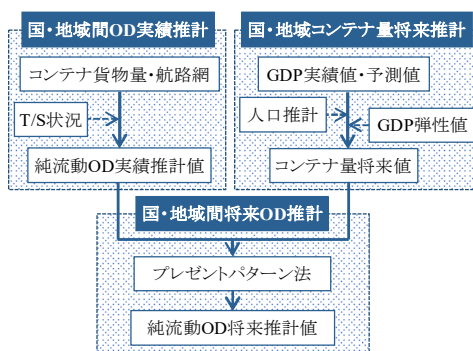 国・地域間OD実績推計
コンテナ貨物量・航路網
T/S状況
純流動OD実績推計値
国・地域コンテナ量将来推計
GDP実績値・予測値
人口推計
GDP弾性値
コンテナ量将来値
国・地域間将来OD推計
プレゼントパターン法
純流動OD将来推計値